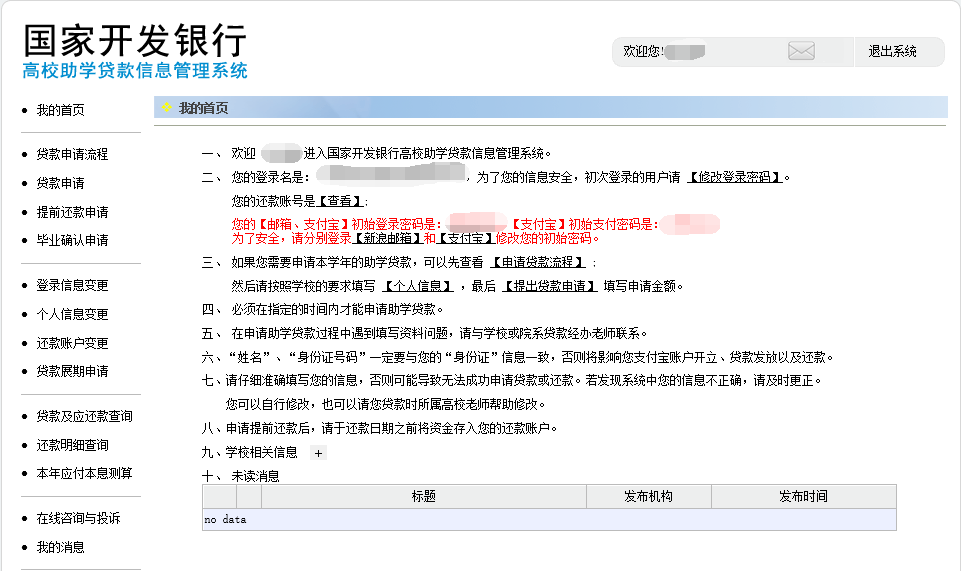 国家开发银行
高校助学贷款信息管理系统
欢迎您!
退出系统
我的首页
贷款申请流程
贷款申请
提前还款申请
毕业确认申请
登录信息变更
个人信息变更
还款账户变更
贷款展期申请
贷款及应还款查询
还款明细查询
本年应付本息测算
在线咨询与投诉
我的消息
我的首页
一、 欢迎 进入国家开发银行高校助学贷款信息管理系统。
二、 您的登录名是: ，为了您的信息安全，初次登录的用户请 【修改登录密码】。
您的还款账号是【查看】;
您的【邮箱、支付宝】初始登录密码是: 【支付宝】初始支付密码是:
为了安全，请分别登录【新浪邮箱】和【支付宝】修改您的初始密码。
三、 如果您需要申请本学年的助学贷款，可以先查看 【申请贷款流程】 ;
然后请按照学校的要求填写 【个人信息】 ，最后 【提出贷款申请】 填写申请金额。
四、 必须在指定的时间内才能申请助学贷款。
五、 在申请助学贷款过程中遇到填写资料问题，请与学校或院系贷款经办老师联系。
六、“姓名”、“身份证号码”一定要与您的“身份证”信息一致，否则将影响您支付宝账户开立、贷款发放以及还款。
七、请仔细准确填写您的信息，否则可能导致无法成功申请贷款或还款。若发现系统中您的信息不正确，请及时更正。
您可以自行修改，也可以请您贷款时所属高校老师帮助修改。
八、申请提前还款后，请于还款日期之前将资金存入您的还款账户。
九、学校相关信息 +
十、 未读消息
标题 发布机构 发布时间
no data